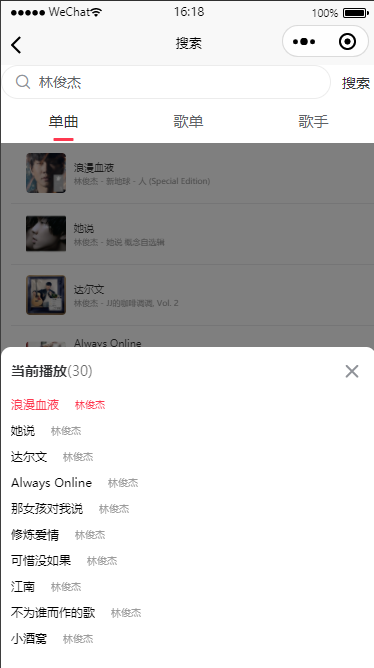 WeChat 16:18 100%
搜索
林俊杰 搜索
单曲 歌单 歌手
浪漫血液
林俊杰 - 新地球 - 人 (Special Edition)
她说
林俊杰 - 她说 概念自选辑
达尔文
林俊杰 - JJ的咖啡调调, Vol. 2
Always Online
当前播放(30)
浪漫血液 林俊杰
她说 林俊杰
达尔文 林俊杰
Always Online 林俊杰
那女孩对我说 林俊杰
修炼爱情 林俊杰
可惜没如果 林俊杰
江南 林俊杰
不为谁而作的歌 林俊杰
小酒窝 林俊杰